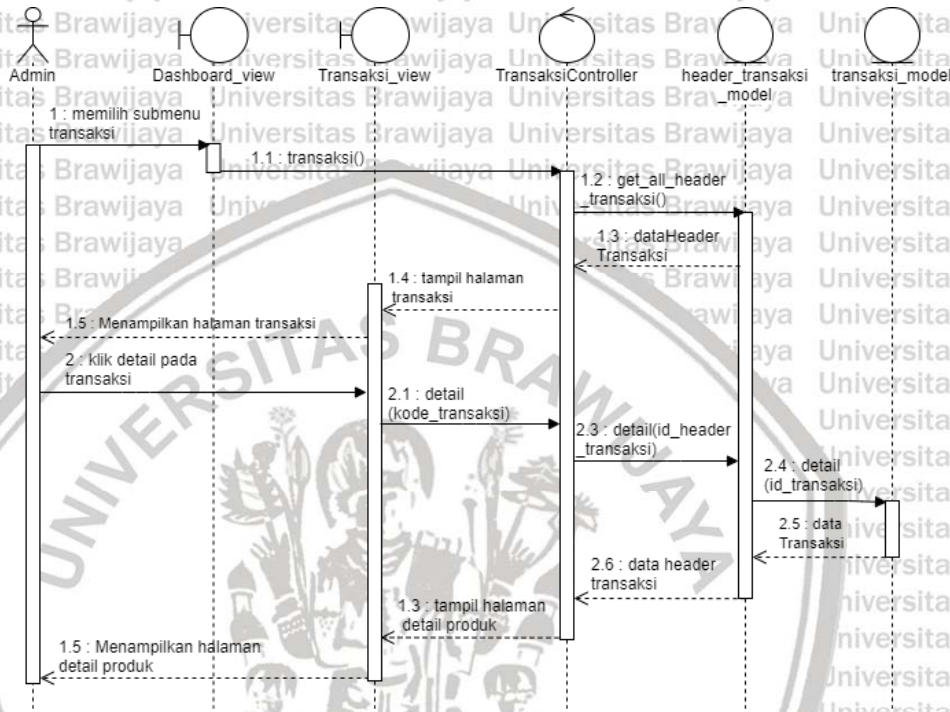 Admin
Dashboard_view
Transaksi_view
TransaksiController
header_transaksi
_model
transaksi_model
1 : memilih submenu
transaksi
1.1 : transaksi()
1.2 : get_all_header
_transaksi()
1.3 : dataHeader
Transaksi
1.4 : tampil halaman
transaksi
1.5 : Menampilkan halaman transaksi
2 : klik detail pada
transaksi
2.1 : detail
(kode_transaksi)
2.3 : detail(id_header
_transaksi)
2.4 : detail
(id_transaksi)
2.5 : data
Transaksi
2.6 : data header
transaksi
1.3 : tampil halaman
detail produk
1.5 : Menampilkan halaman
detail produk
UNIVERSITAS BRAWIJAYA